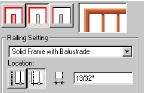 Railing Setting
Solid Frame with Balustrade
Location:
13/32"